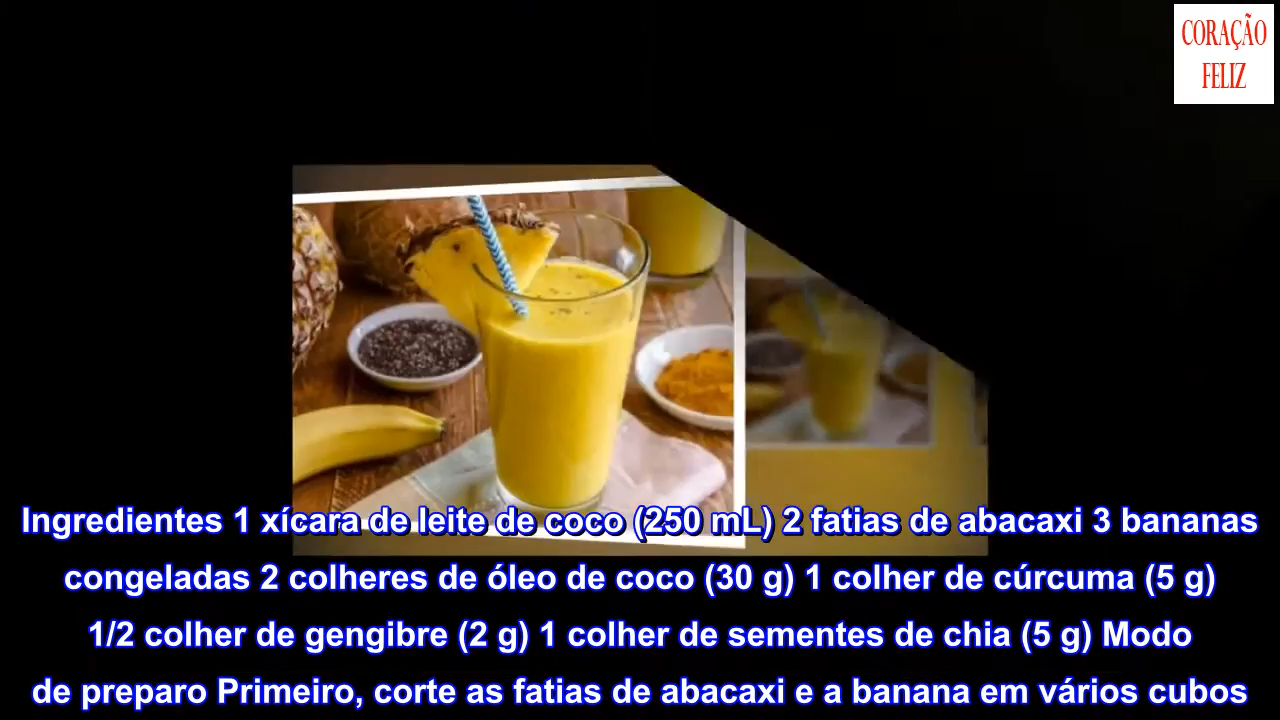 CORAÇÃO
FELIZ
Ingredientes 1 xícara de leite de coco (250 mL) 2 fatias de abacaxi 3 bananas
congeladas 2 colheres de óleo de coco (30 g) 1 colher de cúrcuma (5 g)
1/2 colher de gengibre (2 g) 1 colher de sementes de chia (5 g) Modo
de preparo Primeiro, corte as fatias de abacaxi e a banana em vários cubos